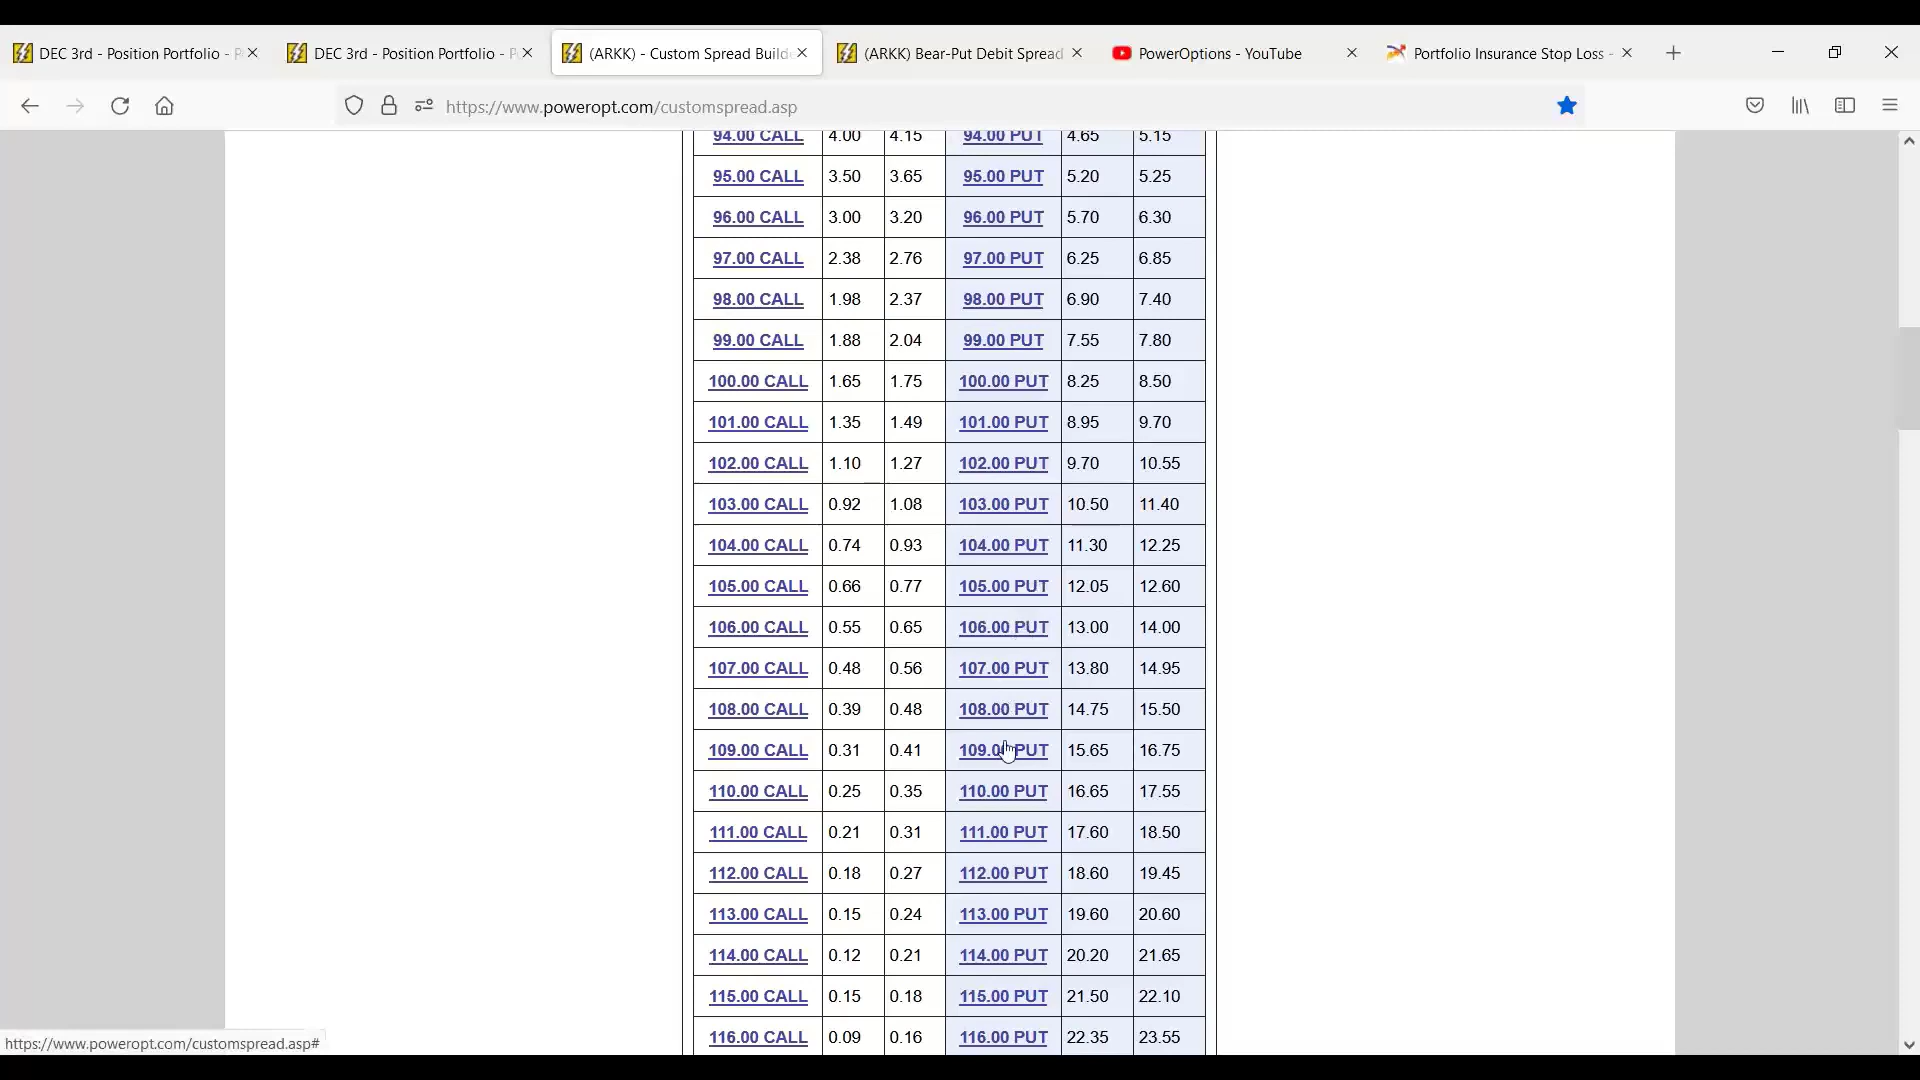 DEC 3rd - Position Portfolio - P
DEC 3rd - Position Portfolio - P
(ARKK) - Custom Spread Builde
(ARKK) Bear-Put Debit Spread
PowerOptions - YouTube
Portfolio Insurance Stop Loss -
https://www.poweropt.com/customspread.asp
94.00 CALL 4.00 4.15 94.00 PUT 4.65 5.15
95.00 CALL 3.50 3.65 95.00 PUT 5.20 5.25
96.00 CALL 3.00 3.20 96.00 PUT 5.70 6.30
97.00 CALL 2.38 2.76 97.00 PUT 6.25 6.85
98.00 CALL 1.98 2.37 98.00 PUT 6.90 7.40
99.00 CALL 1.88 2.04 99.00 PUT 7.55 7.80
100.00 CALL 1.65 1.75 100.00 PUT 8.25 8.50
101.00 CALL 1.35 1.49 101.00 PUT 8.95 9.70
102.00 CALL 1.10 1.27 102.00 PUT 9.70 10.55
103.00 CALL 0.92 1.08 103.00 PUT 10.50 11.40
104.00 CALL 0.74 0.93 104.00 PUT 11.30 12.25
105.00 CALL 0.66 0.77 105.00 PUT 12.05 12.60
106.00 CALL 0.55 0.65 106.00 PUT 13.00 14.00
107.00 CALL 0.48 0.56 107.00 PUT 13.80 14.95
108.00 CALL 0.39 0.48 108.00 PUT 14.75 15.50
109.00 CALL 0.31 0.41 109.00 PUT 15.65 16.75
110.00 CALL 0.25 0.35 110.00 PUT 16.65 17.55
111.00 CALL 0.21 0.31 111.00 PUT 17.60 18.50
112.00 CALL 0.18 0.27 112.00 PUT 18.60 19.45
113.00 CALL 0.15 0.24 113.00 PUT 19.60 20.60
114.00 CALL 0.12 0.21 114.00 PUT 20.20 21.65
115.00 CALL 0.15 0.18 115.00 PUT 21.50 22.10
116.00 CALL 0.09 0.16 116.00 PUT 22.35 23.55
https://www.poweropt.com/customspread.asp#